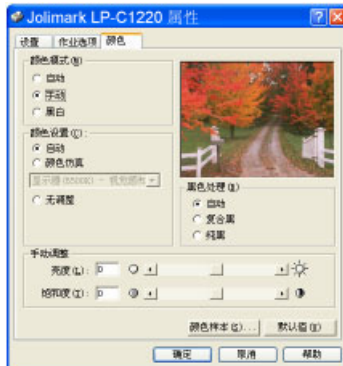 Jolimark LP-C1220 属性
设置 作业选项 颜色
颜色模式(M)
自动
手动
黑白
颜色设置(C):
自动
颜色仿真
无调整
黑色处理(K)
自动
复合黑
纯黑
手动调整
亮度(L): 0
饱和度(T): 0
颜色样本(S)... 默认值(D)
确定 取消 帮助